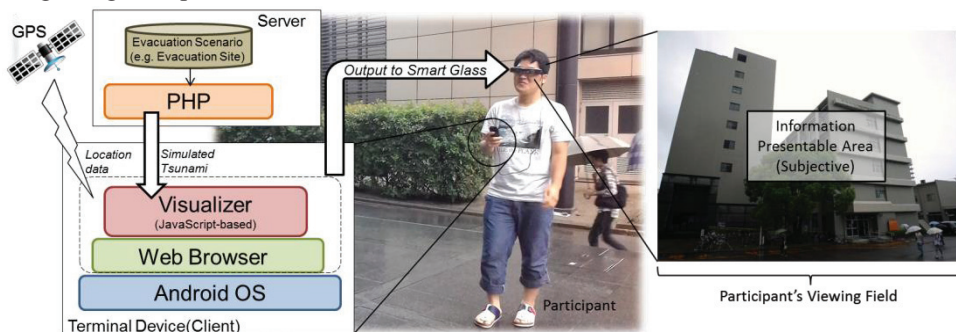 GPS
Server
Evacuation Scenario
(e.g. Evacuation Site)
PHP
Location
data
Simulated
Tsunami
Visualizer
(JavaScript-based)
Web Browser
Android OS
Terminal Device(Client)
Output to Smart Glass
Participant
Information
Presentable Area
(Subjective)
Participant's Viewing Field